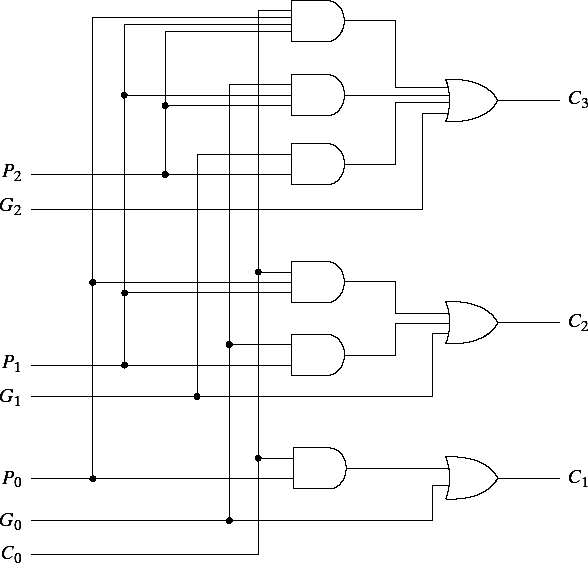 C₃
P₂
G₂
C₂
P₁
G₁
P₀
C₁
G₀
C₀